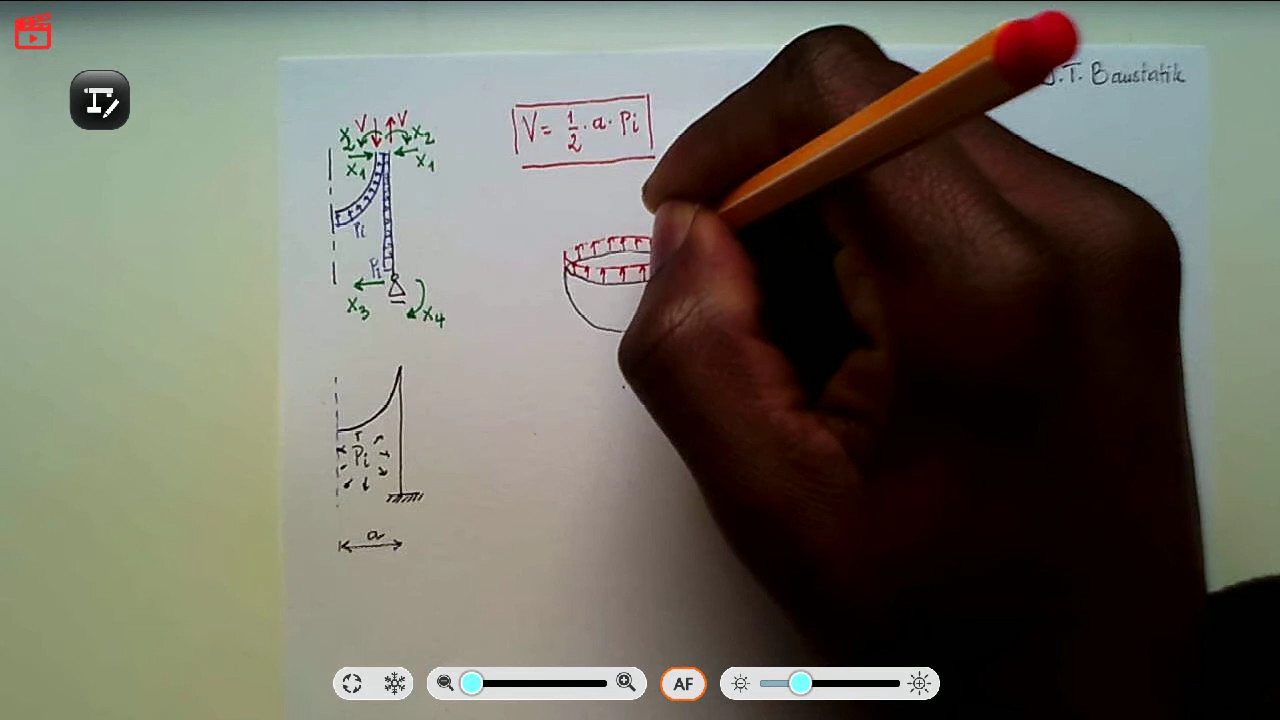 J.T. Baustatik
V = 1/2 · a · Pi
V V
X2 X2
X1 X1
Pi
Pi
X3 X4
Pi
a
AF